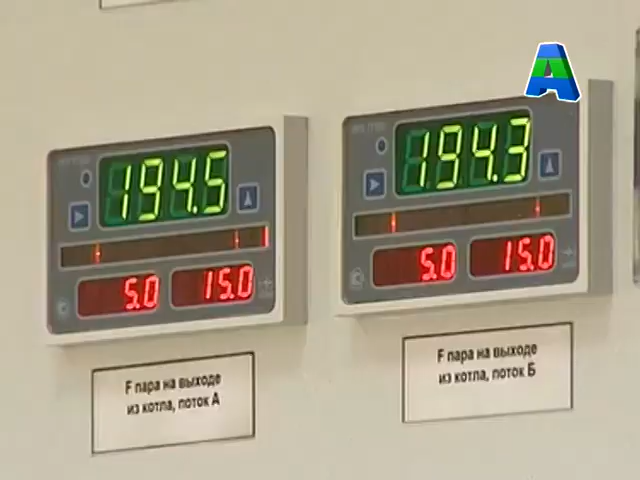 194.5
5.0 15.0
F пара на выходе
из котла, поток А
194.3
5.0 15.0
F пара на выходе
из котла, поток Б
А